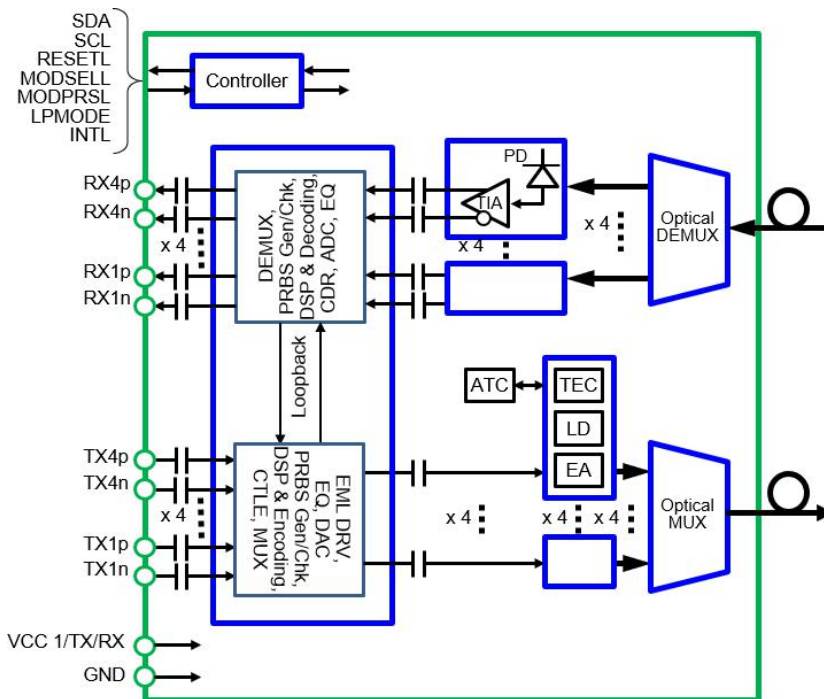 SDA
SCL
RESETL
MODSELL
MODPRSL
LPMODE
INTL
Controller
RX4p
RX4n
x 4
RX1p
RX1n
DEMUX,
PRBS Gen/Chk,
DSP & Decoding,
CDR, ADC, EQ
PD
TIA
x 4
x 4
Optical
DEMUX
Loopback
ATC
TEC
LD
EA
TX4p
TX4n
x 4
TX1p
TX1n
EML DRV,
EQ, DAC
PRBS Gen/Chk,
DSP & Encoding,
CTLE, MUX
x 4
x 4
x 4
Optical
MUX
VCC 1/TX/RX
GND